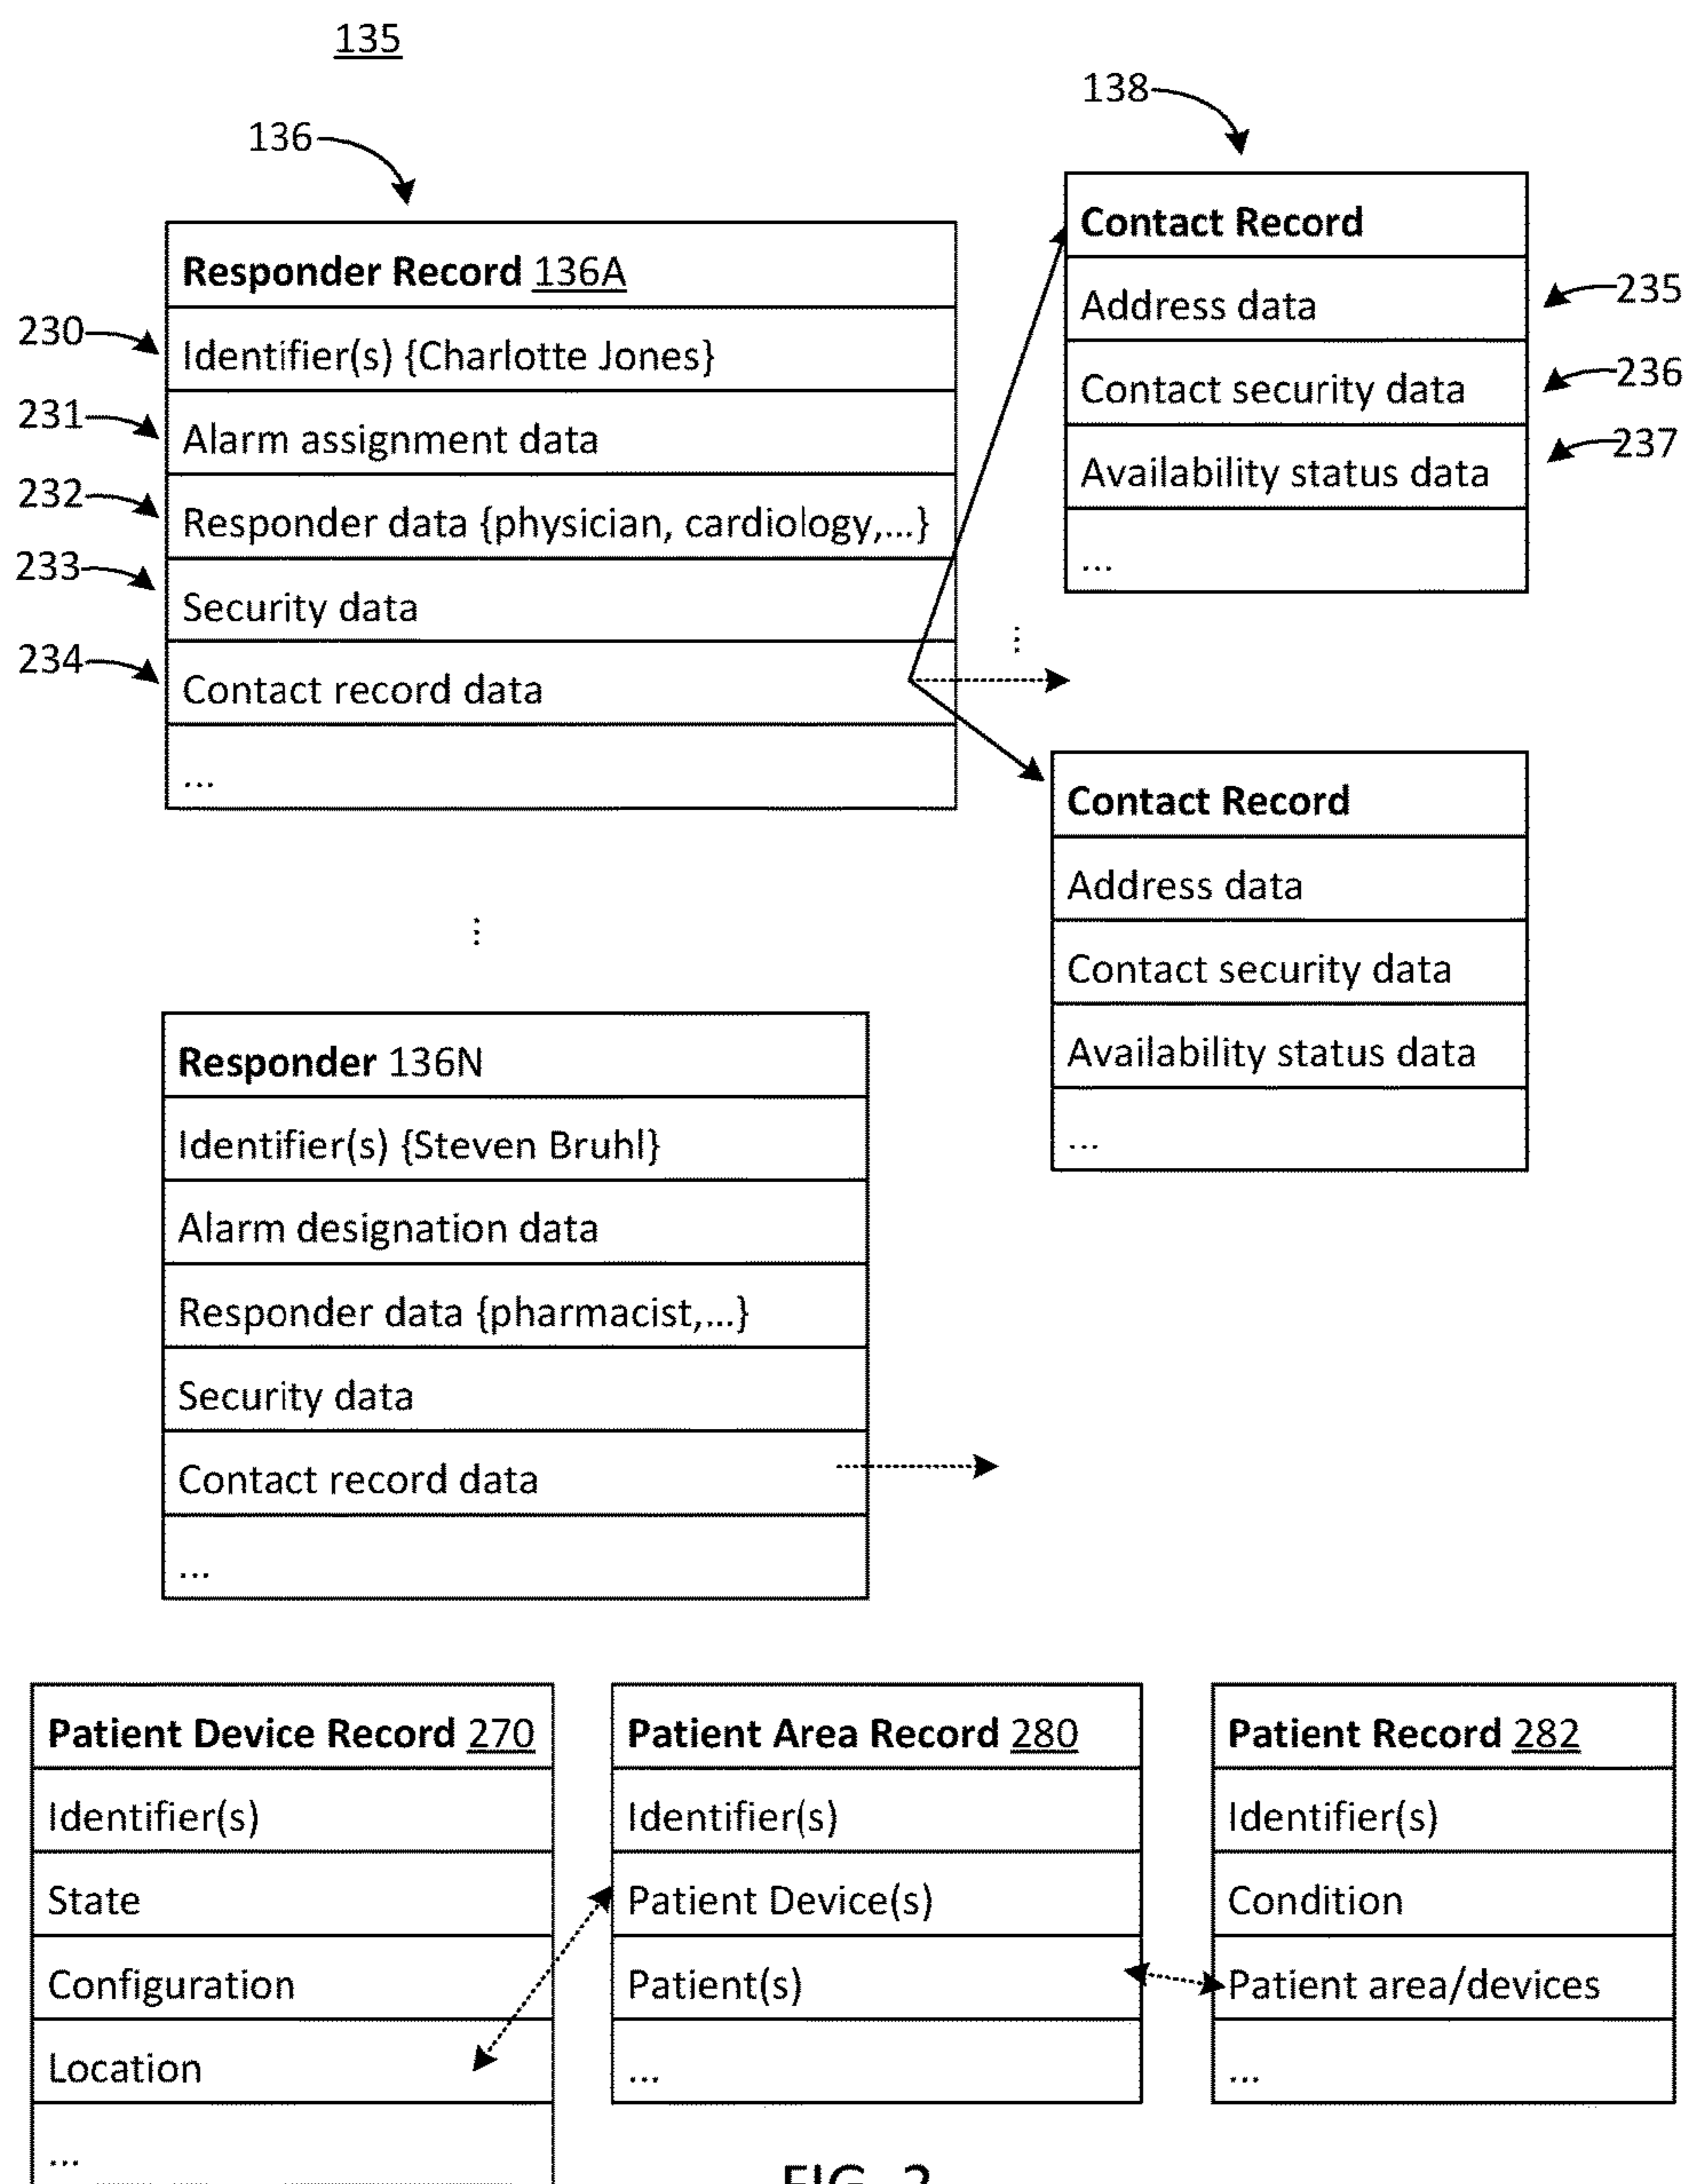 135
138
136
Responder Record 136A
230
Identifier(s) {Charlotte Jones}
231
Alarm assignment data
232
Responder data {physician, cardiology,...}
233
Security data
234
Contact record data
...
Contact Record
Address data
235
Contact security data
236
Availability status data
237
...
...
Contact Record
Address data
Contact security data
Availability status data
...
...
Responder 136N
Identifier(s) {Steven Bruhl}
Alarm designation data
Responder data {pharmacist,...}
Security data
Contact record data
...
Patient Device Record 270
Identifier(s)
State
Configuration
Location
...
Patient Area Record 280
Identifier(s)
Patient Device(s)
Patient(s)
...
Patient Record 282
Identifier(s)
Condition
Patient area/devices
...
FIG. 2